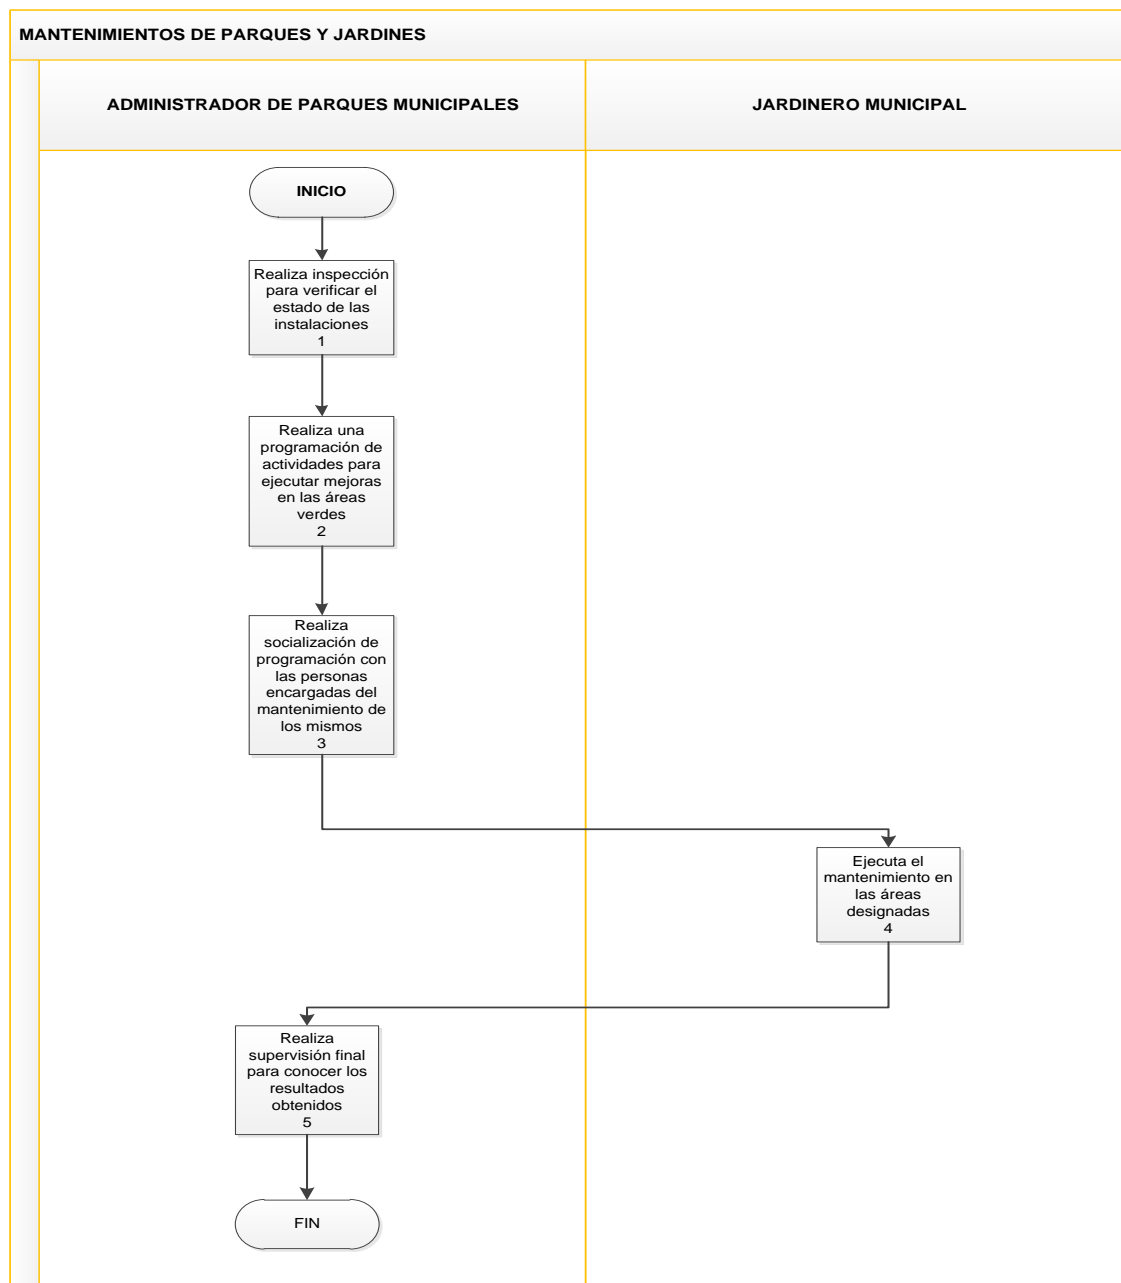 MANTENIMIENTOS DE PARQUES Y JARDINES
ADMINISTRADOR DE PARQUES MUNICIPALES
JARDINERO MUNICIPAL
INICIO
Realiza inspección
para verificar el
estado de las
instalaciones
1
Realiza una
programación de
actividades para
ejecutar mejoras
en las áreas
verdes
2
Realiza
socialización de
programación con
las personas
encargadas del
mantenimiento de
los mismos
3
Ejecuta el
mantenimiento en
las áreas
designadas
4
Realiza
supervisión final
para conocer los
resultados
obtenidos
5
FIN